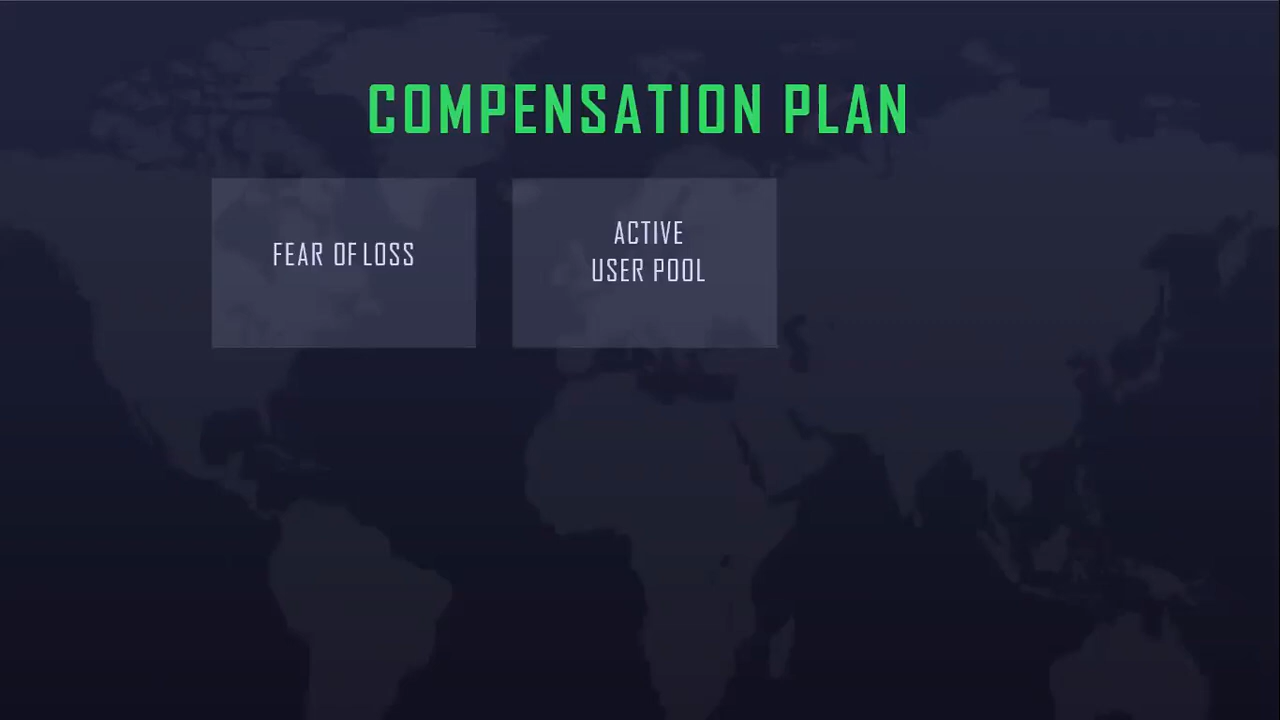 COMPENSATION PLAN
FEAR OF LOSS
ACTIVE
USER POOL